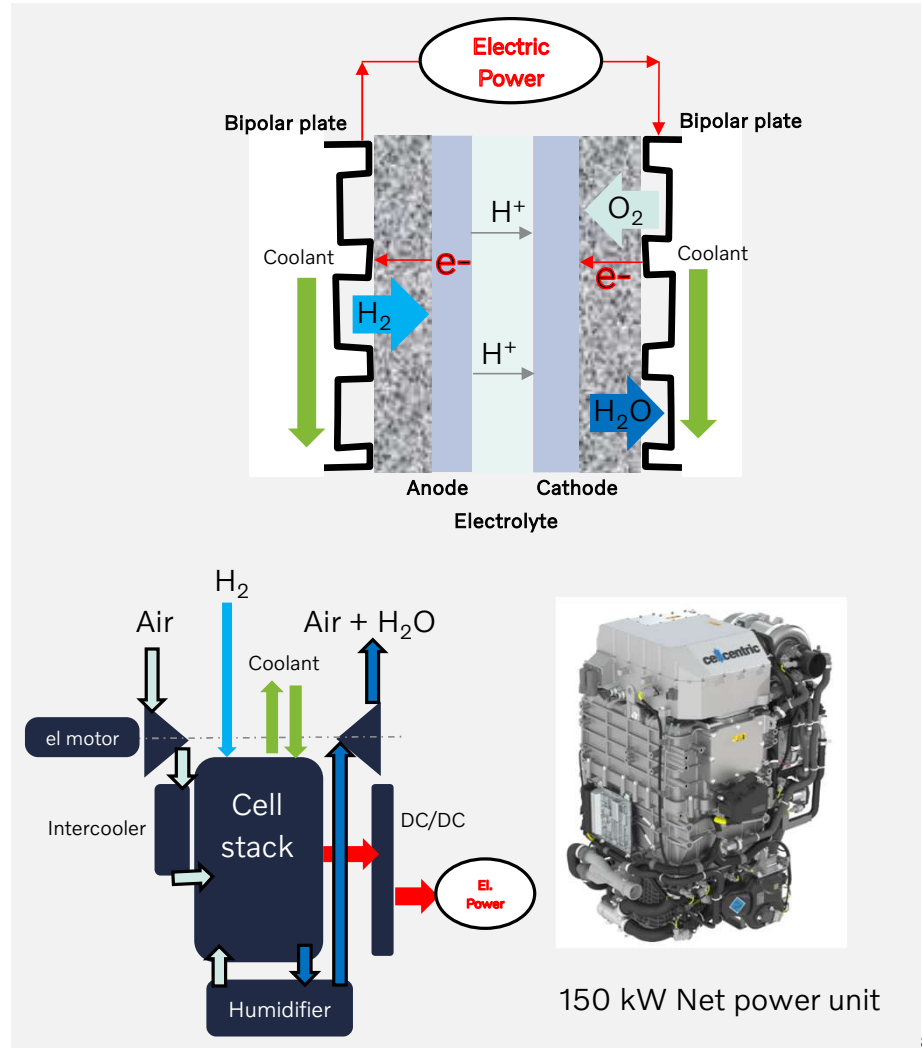 Electric
Power
Bipolar plate
Bipolar plate
H+
O₂
Coolant
Coolant
e-
e-
H₂
H+
H₂O
Anode
Cathode
Electrolyte
H₂
Air
Air + H₂O
Coolant
el motor
Cell
stack
Intercooler
DC/DC
El.
Power
Humidifier
cellcentric
150 kW Net power unit